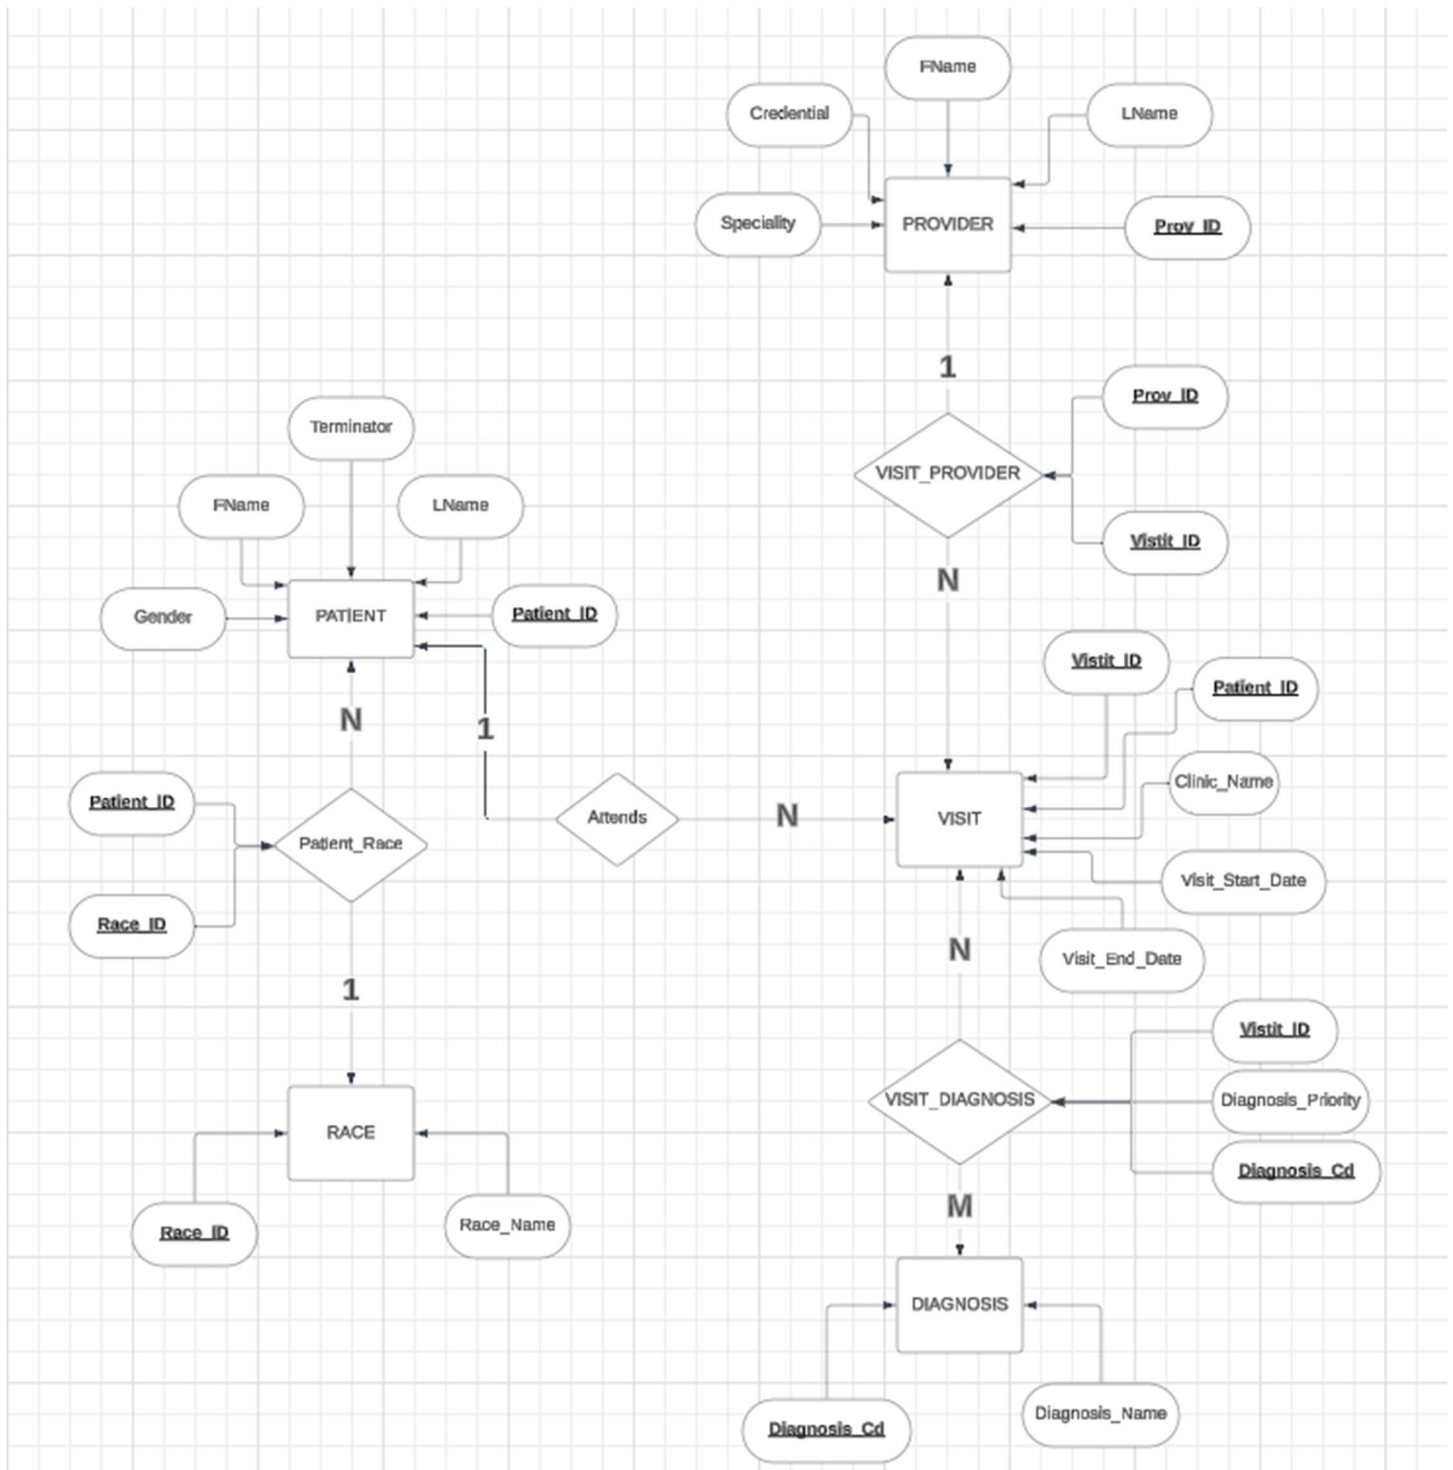 FName
Credential
LName
Speciality
PROVIDER
Prov_ID
1
Prov_ID
VISIT_PROVIDER
Vistit_ID
N
Terminator
FName
LName
Gender
PATIENT
Patient_ID
N
1
Patient_ID
Patient_Race
Race_ID
1
RACE
Race_ID
Race_Name
Attends
N
Vistit_ID
Patient_ID
Clinic_Name
VISIT
Visit_Start_Date
Visit_End_Date
N
Vistit_ID
VISIT_DIAGNOSIS
Diagnosis_Priority
Diagnosis_Cd
M
DIAGNOSIS
Diagnosis_Cd
Diagnosis_Name